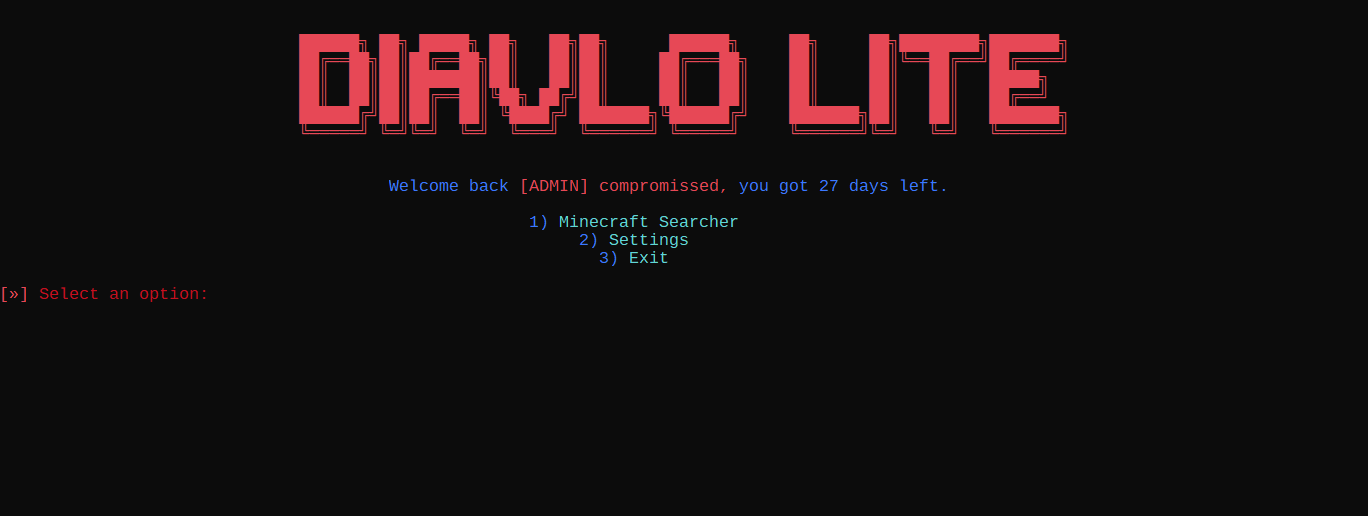 DIAVLO LITE
Welcome back [ADMIN] compromissed, you got 27 days left.
1) Minecraft Searcher
2) Settings
3) Exit
[»] Select an option: